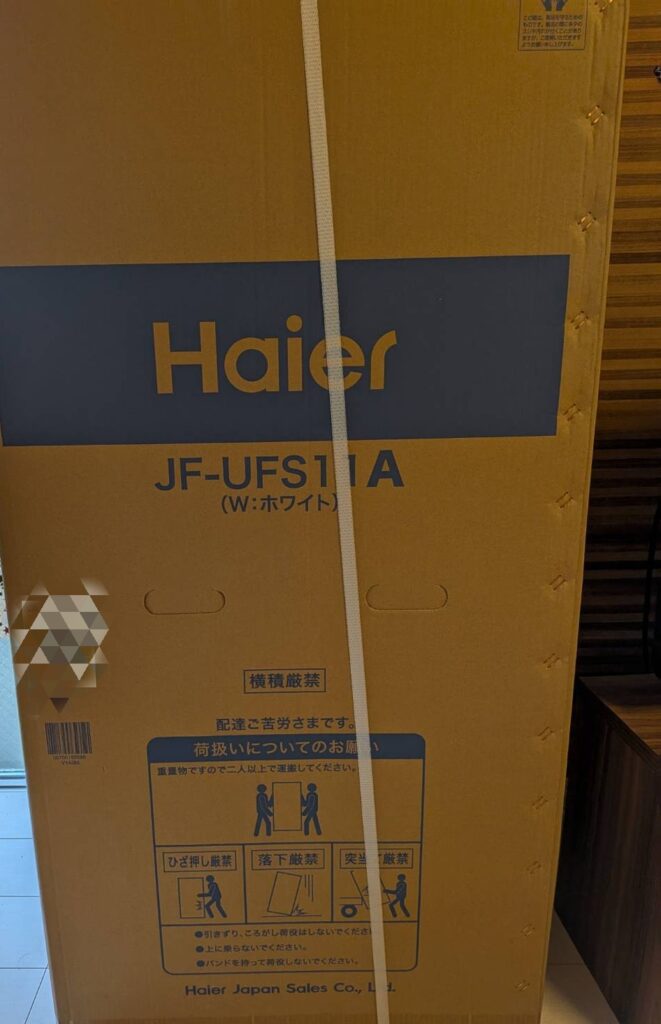 Haier
JF-UFS11A
(W:ホワイト)
横積厳禁
配達ご苦労さまです。
荷扱いについてのお願い
重量物ですので二人以上で運搬してください。
ひざ押し厳禁
落下厳禁
突当て厳禁
●引きずり、ころがし荷役はしないでください。
●上に乗らないでください。
●バンドを持って荷役しないでください。
Haier Japan Sales Co., Ltd.